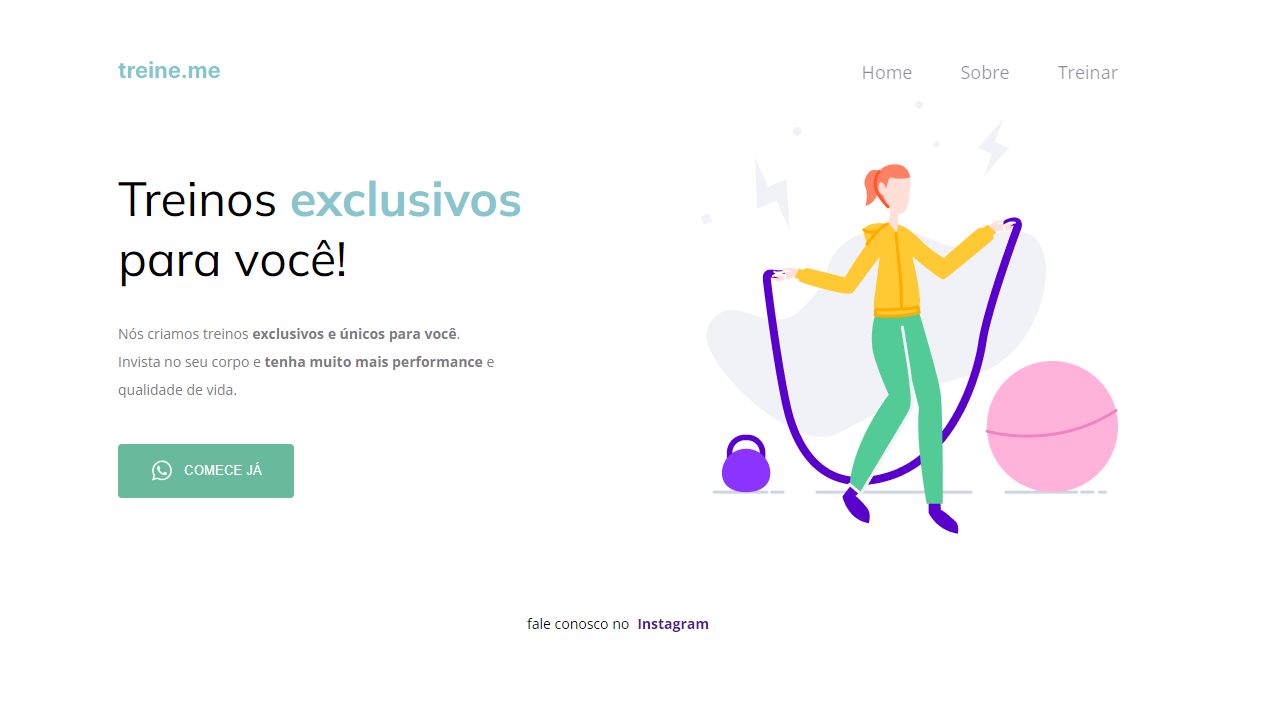 treine.me
Home Sobre Treinar
Treinos exclusivos
para você!
Nós criamos treinos exclusivos e únicos para você.
Invista no seu corpo e tenha muito mais performance e
qualidade de vida.
COMECE JÁ
fale conosco no Instagram